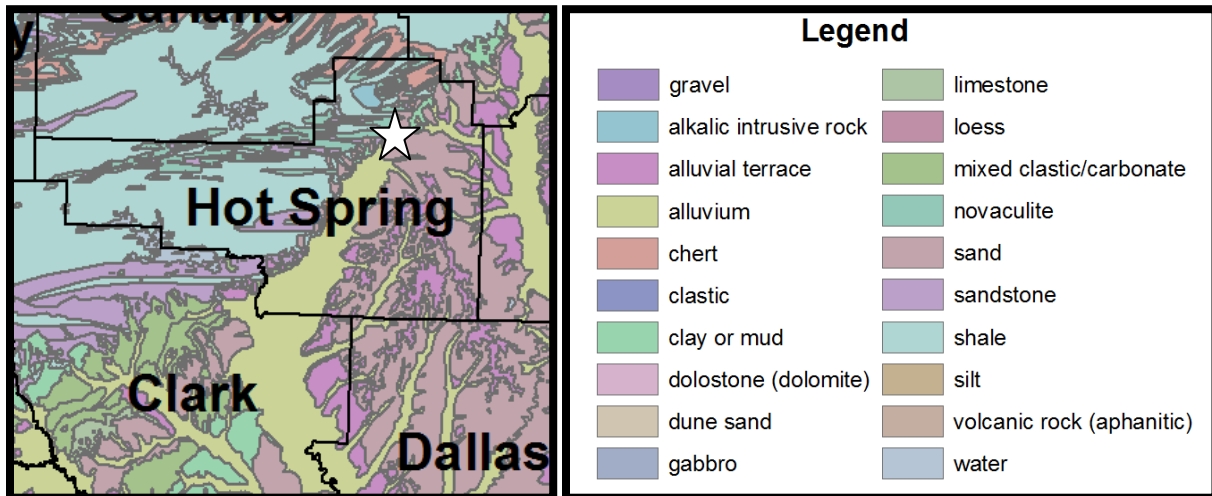 Garland
y
Hot Spring
Clark
Dallas
Legend
gravel
alkalic intrusive rock
alluvial terrace
alluvium
chert
clastic
clay or mud
dolostone (dolomite)
dune sand
gabbro
limestone
loess
mixed clastic/carbonate
novaculite
sand
sandstone
shale
silt
volcanic rock (aphanitic)
water